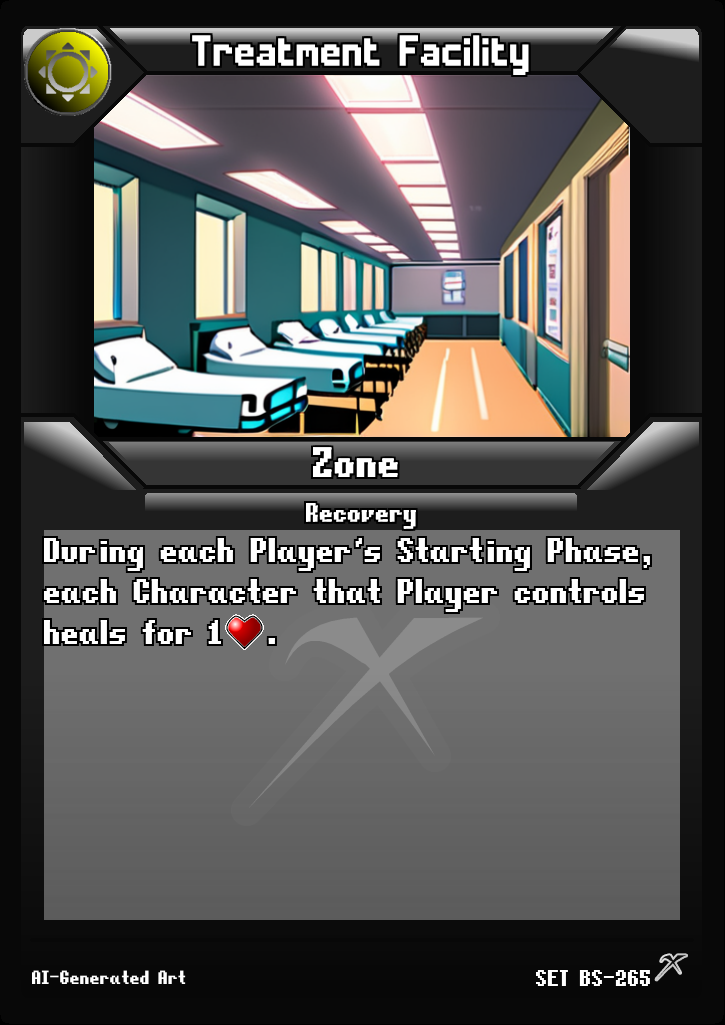 Treatment Facility
Zone
Recovery
During each Player's Starting Phase,
each Character that Player controls
heals for 1❤.
AI-Generated Art
SET BS-265